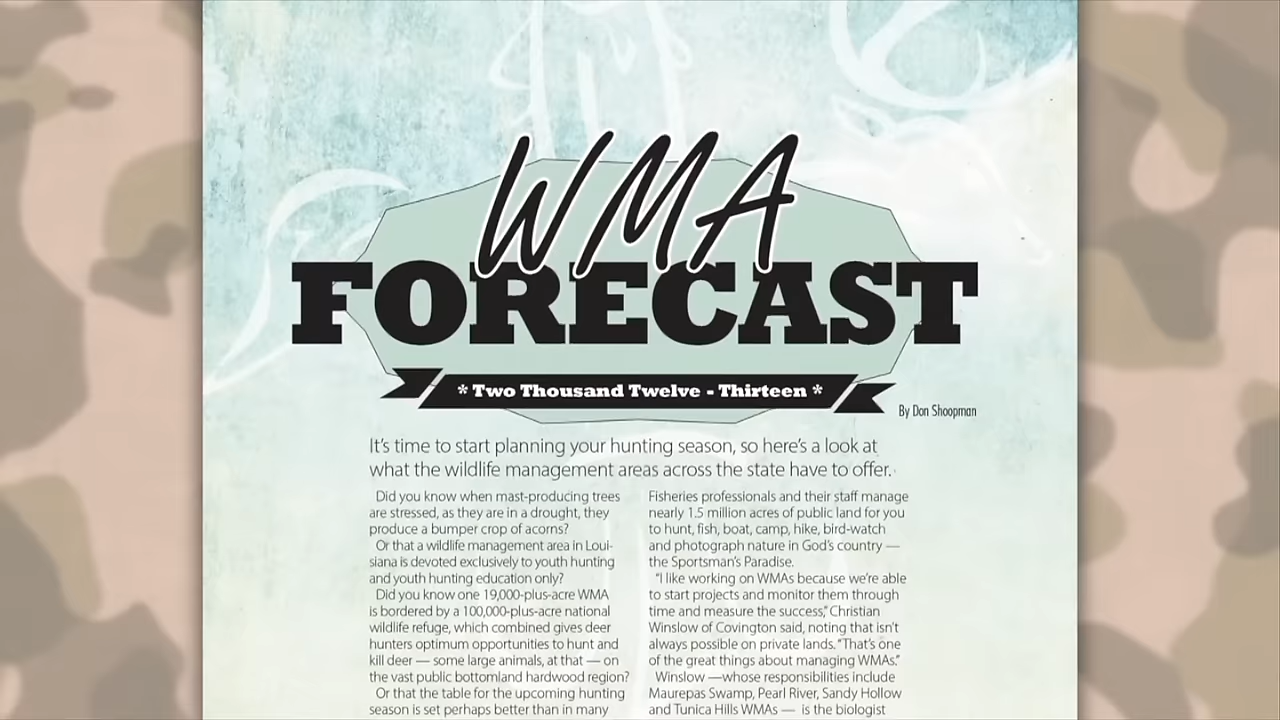 WMA
FORECAST
* Two Thousand Twelve - Thirteen *
By Don Shoopman
It's time to start planning your hunting season, so here's a look at
what the wildlife management areas across the state have to offer.
Did you know when mast-producing trees
are stressed, as they are in a drought, they
produce a bumper crop of acorns?
Or that a wildlife management area in Loui-
siana is devoted exclusively to youth hunting
and youth hunting education only?
Did you know one 19,000-plus-acre WMA
is bordered by a 100,000-plus-acre national
wildlife refuge, which combined gives deer
hunters optimum opportunities to hunt and
kill deer — some large animals, at that — on
the vast public bottomland hardwood region?
Or that the table for the upcoming hunting
season is set perhaps better than in many
Fisheries professionals and their staff manage
nearly 1.5 million acres of public land for you
to hunt, fish, boat, camp, hike, bird-watch
and photograph nature in God's country —
the Sportsman's Paradise.
"I like working on WMAs because we're able
to start projects and monitor them through
time and measure the success," Christian
Winslow of Covington said, noting that isn't
always possible on private lands. "That's one
of the great things about managing WMAs."
Winslow —whose responsibilities include
Maurepas Swamp, Pearl River, Sandy Hollow
and Tunica Hills WMAs — is the biologist